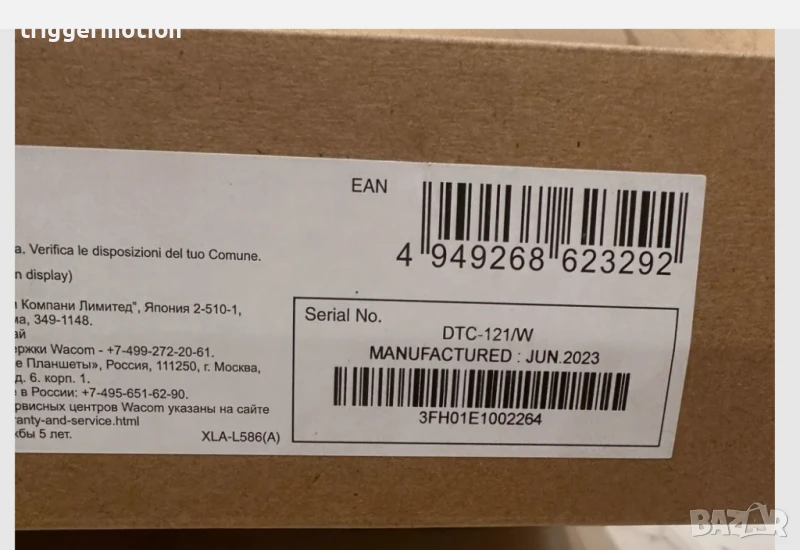 triggermotion
EAN
4 949268 623292
a. Verifica le disposizioni del tuo Comune.
n display)
Компани Лимитед", Япония 2-510-1,
ма, 349-1148.
ай
ержки Wacom - +7-499-272-20-61.
е Планшеты», Россия, 111250, г. Москва,
д. 6. корп. 1.
в России: +7-495-651-62-90.
рвисных центров Wacom указаны на сайте
ranty-and-service.html
жбы 5 лет.
XLA-L586(A)
Serial No.
DTC-121/W
MANUFACTURED : JUN.2023
3FH01E1002264
BAZAR